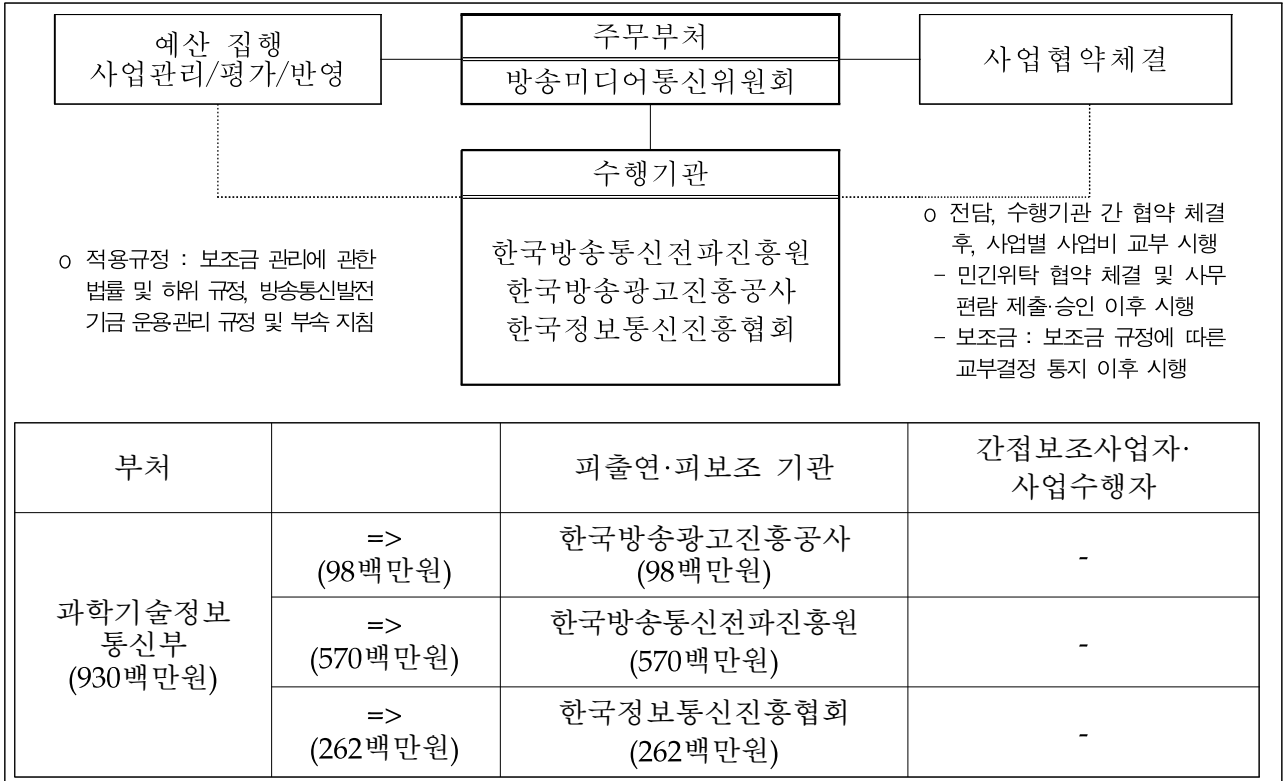 예산 집행
사업관리/평가/반영
주무부처
방송미디어통신위원회
사업협약체결
수행기관
한국방송통신전파진흥원
한국방송광고진흥공사
한국정보통신진흥협회
o 적용규정 : 보조금 관리에 관한
법률 및 하위 규정, 방송통신발전
기금 운용·관리 규정 및 부속 지침
o 전담, 수행기관 간 협약 체결
후, 사업별 사업비 교부 시행
- 민긴위탁 협약 체결 및 사무
편람 제출·승인 이후 시행
- 보조금 : 보조금 규정에 따른
교부결정 통지 이후 시행
부처
피출연·피보조 기관
간접보조사업자·
사업수행자
과학기술정보
통신부
(930백만원)
=>
(98백만원)
한국방송광고진흥공사
(98백만원)
-
=>
(570백만원)
한국방송통신전파진흥원
(570백만원)
-
=>
(262백만원)
한국정보통신진흥협회
(262백만원)
-